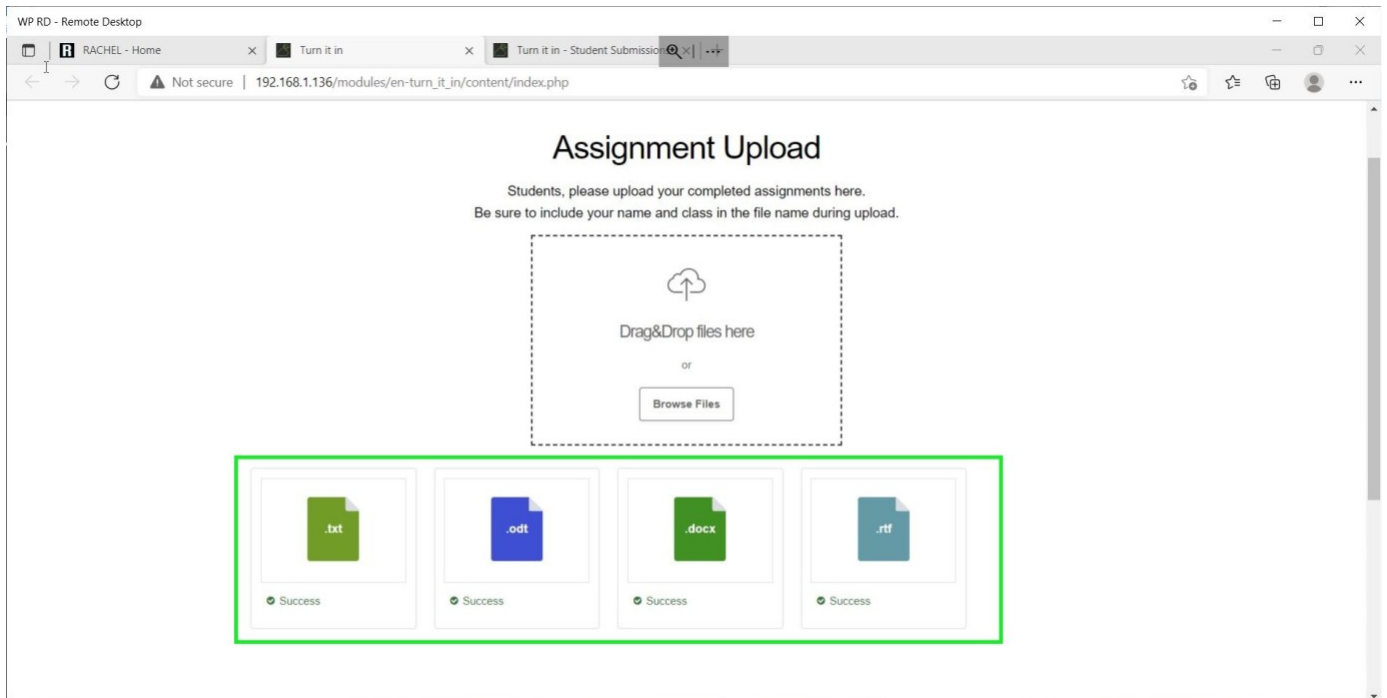 WP RD - Remote Desktop
RACHEL - Home
Turn it in
Turn it in - Student Submission
Not secure | 192.168.1.136/modules/en-turn_it_in/content/index.php
Assignment Upload
Students, please upload your completed assignments here.
Be sure to include your name and class in the file name during upload.
Drag&Drop files here
or
Browse Files
.txt .odt .docx .rtf
Success Success Success Success